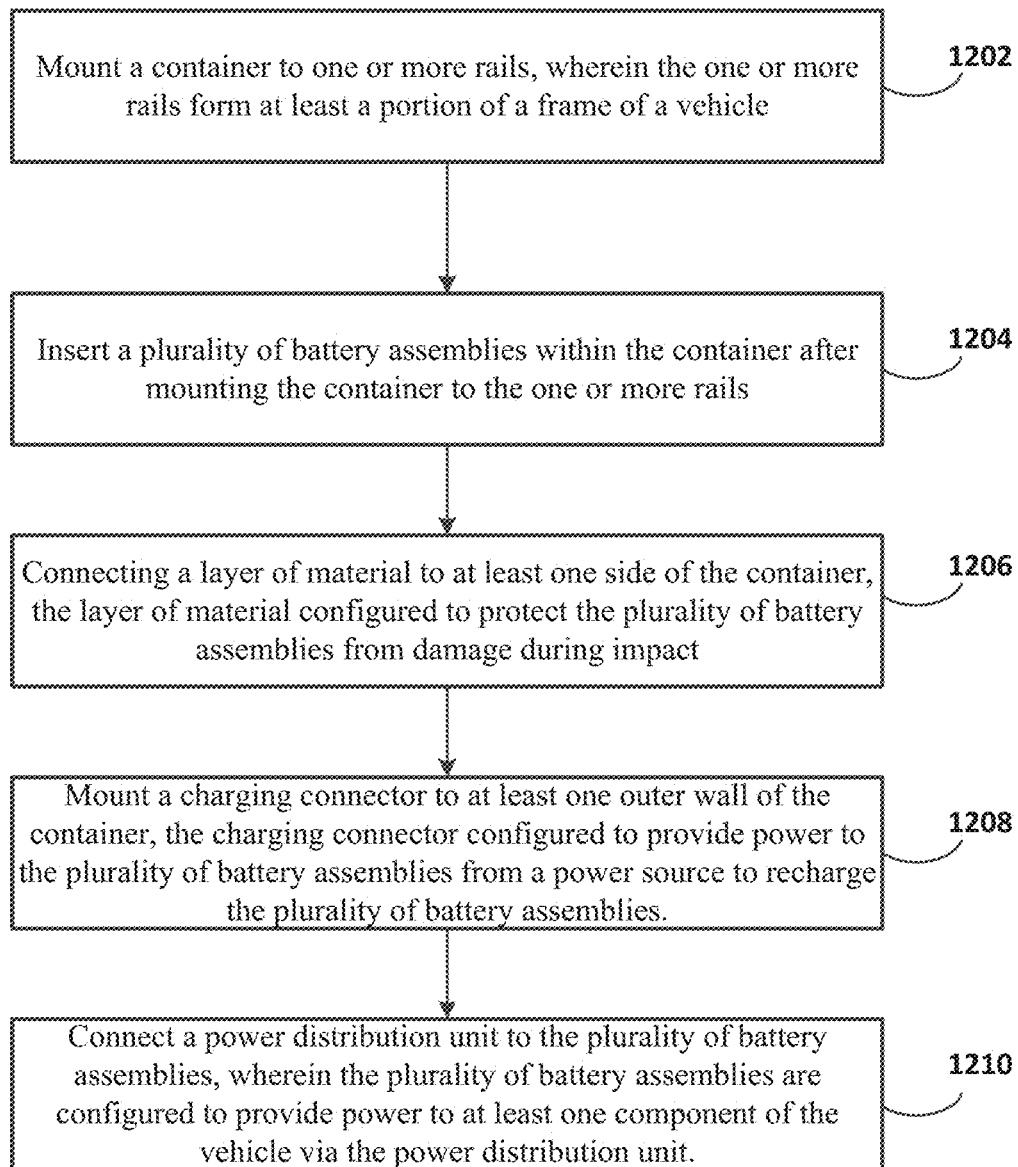 Mount a container to one or more rails, wherein the one or more
rails form at least a portion of a frame of a vehicle
1202
Insert a plurality of battery assemblies within the container after
mounting the container to the one or more rails
1204
Connecting a layer of material to at least one side of the container,
the layer of material configured to protect the plurality of battery
assemblies from damage during impact
1206
Mount a charging connector to at least one outer wall of the
container, the charging connector configured to provide power to
the plurality of battery assemblies from a power source to recharge
the plurality of battery assemblies.
1208
Connect a power distribution unit to the plurality of battery
assemblies, wherein the plurality of battery assemblies are
configured to provide power to at least one component of the
vehicle via the power distribution unit.
1210